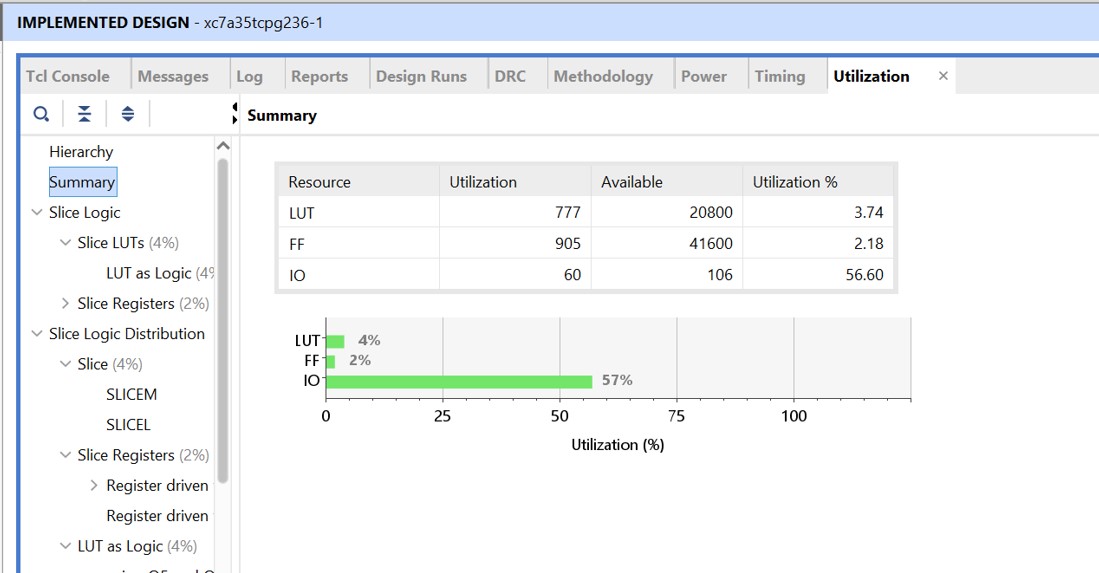 IMPLEMENTED DESIGN - xc7a35tcpg236-1
Tcl Console Messages Log Reports Design Runs DRC Methodology Power Timing Utilization
Summary
Hierarchy
Summary
Slice Logic
Slice LUTs (4%)
LUT as Logic (4%
Slice Registers (2%)
Slice Logic Distribution
Slice (4%)
SLICEM
SLICEL
Slice Registers (2%)
Register driven
Register driven
LUT as Logic (4%)
Resource Utilization Available Utilization %
LUT 777 20800 3.74
FF 905 41600 2.18
IO 60 106 56.60
LUT 4%
FF 2%
IO 57%
0 25 50 75 100
Utilization (%)